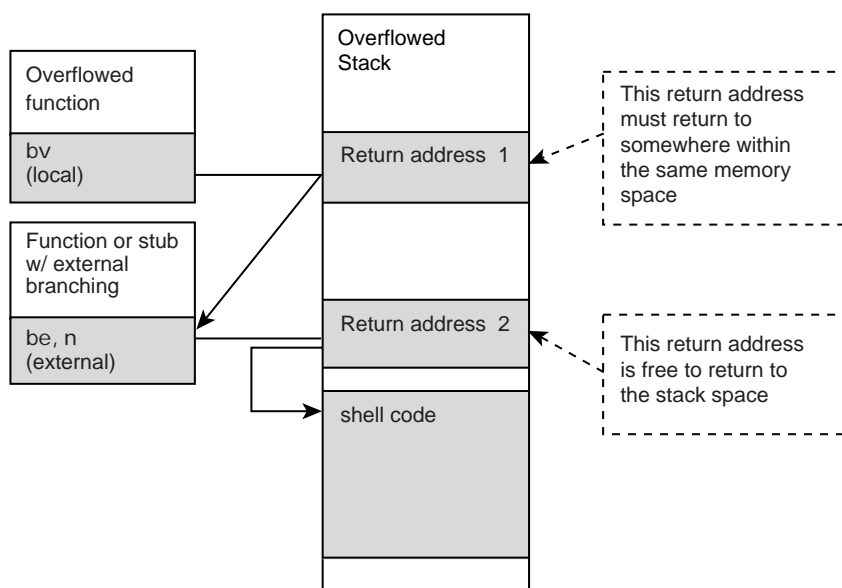 Overflowed
function
bv
(local)
Function or stub
w/ external
branching
be, n
(external)
Overflowed
Stack
Return address 1
Return address 2
shell code
This return address
must return to
somewhere within
the same memory
space
This return address
is free to return to
the stack space